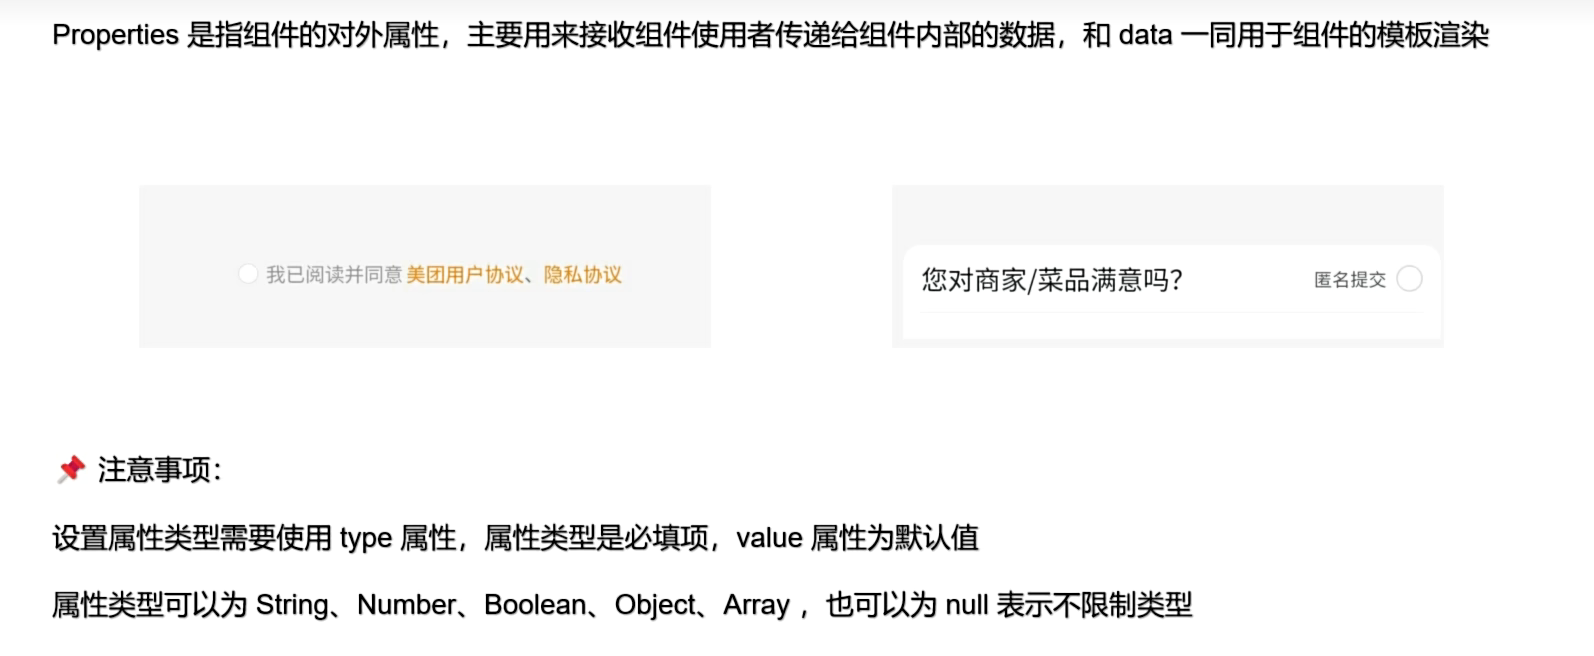 Properties 是指组件的对外属性，主要用来接收组件使用者传递给组件内部的数据，和 data 一同用于组件的模板渲染
我已阅读并同意 美团用户协议、隐私协议
您对商家/菜品满意吗？ 匿名提交
注意事项：
设置属性类型需要使用 type 属性，属性类型是必填项，value 属性为默认值
属性类型可以为 String、Number、Boolean、Object、Array ，也可以为 null 表示不限制类型